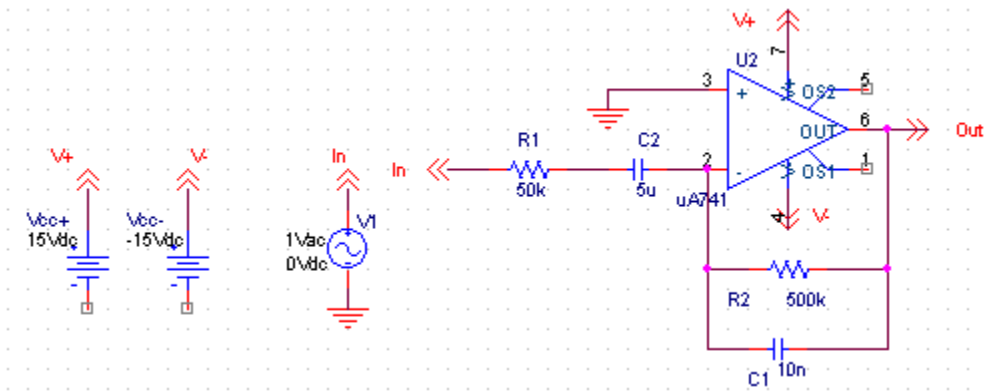 V+
7
U2
3
+
OS2
5
OUT
6
Out
R1
C2
In
50k
5u
2
-
uA741
OS1
1
4
V-
V+
V-
In
Vcc+
15Vdc
-
Vcc-
-15Vdc
-
V1
1Vac
0Vdc
+
-
R2
500k
C1
10n